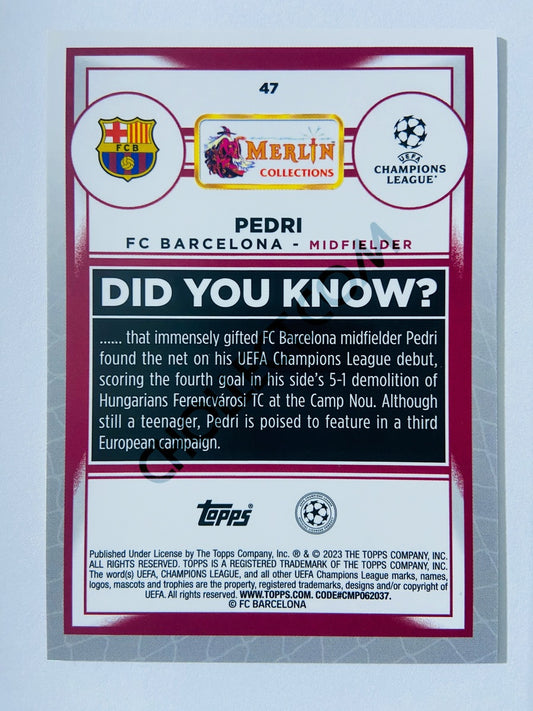 47
FCB
MERLIN
COLLECTIONS
UEFA
CHAMPIONS
LEAGUE
PEDRI
FC BARCELONA - MIDFIELDER
DID YOU KNOW?
...... that immensely gifted FC Barcelona midfielder Pedri
found the net on his UEFA Champions League debut,
scoring the fourth goal in his side's 5-1 demolition of
Hungarians Ferencvárosi TC at the Camp Nou. Although
still a teenager, Pedri is poised to feature in a third
European campaign.
Topps®
Published Under License by The Topps Company, Inc. ® & © 2023 THE TOPPS COMPANY, INC.
ALL RIGHTS RESERVED. TOPPS IS A REGISTERED TRADEMARK OF THE TOPPS COMPANY, INC.
The word(s) UEFA, CHAMPIONS LEAGUE, and all other UEFA Champions League marks, names,
logos, mascots and trophies are the property, registered trademarks, designs and/or copyright of
UEFA. All rights reserved. WWW.TOPPS.COM. CODE#CMP062037.
© FC BARCELONA